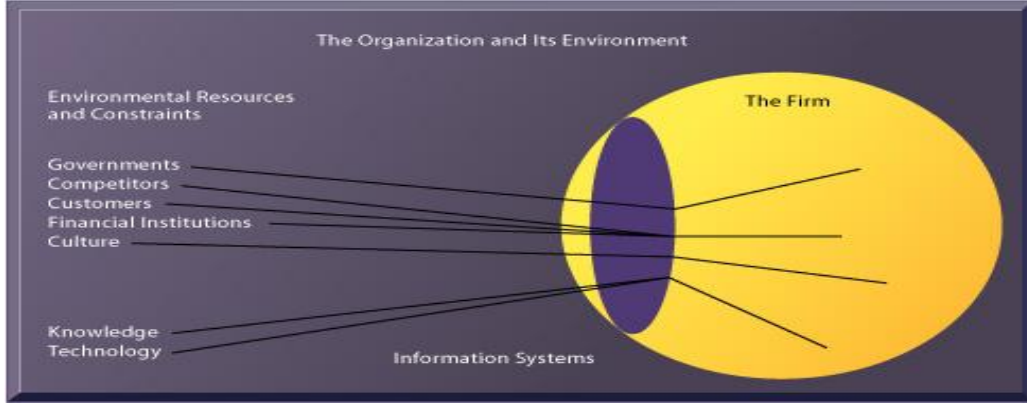 The Organization and Its Environment
Environmental Resources
and Constraints
The Firm
Governments
Competitors
Customers
Financial Institutions
Culture
Knowledge
Technology
Information Systems